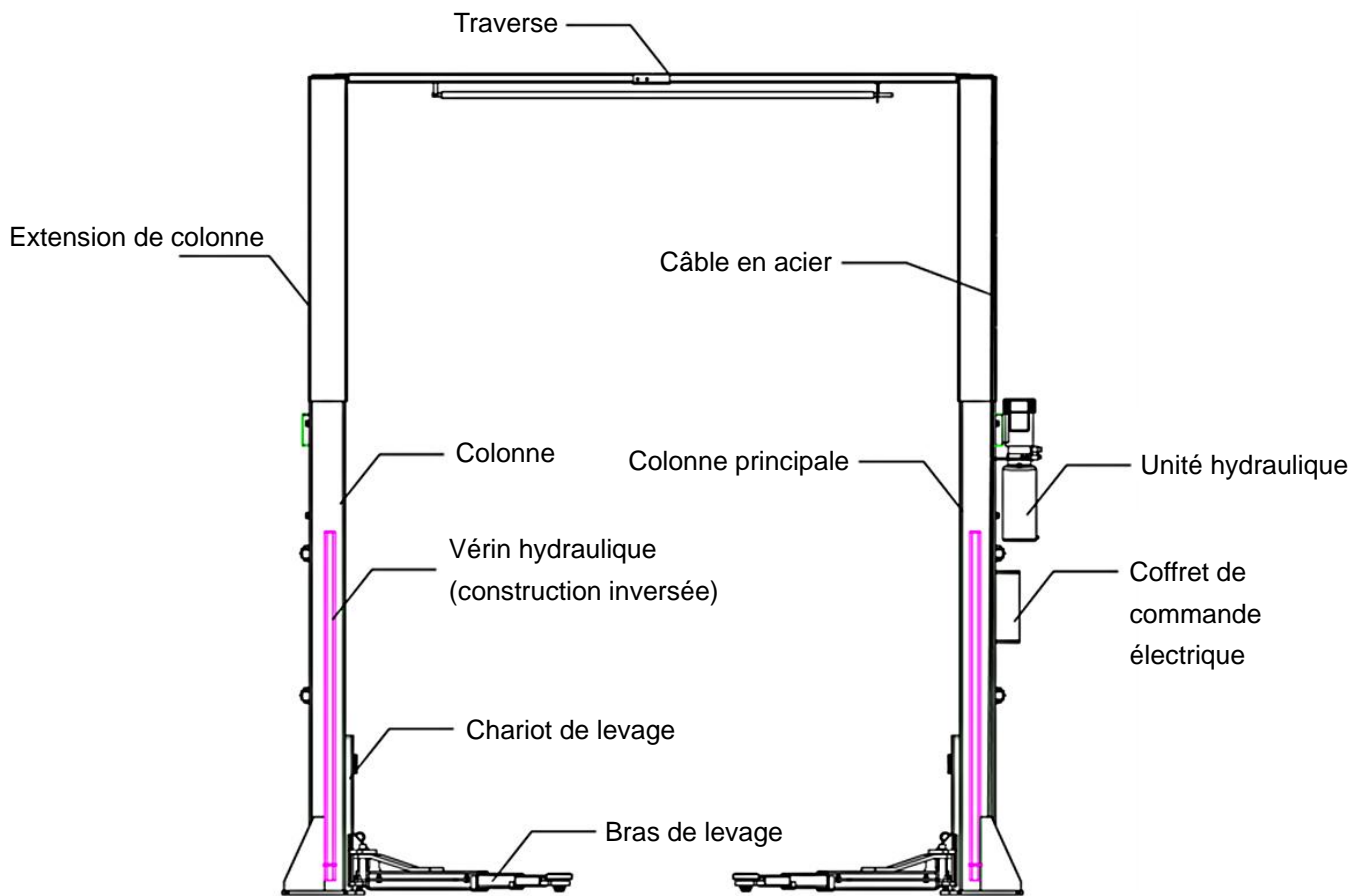 Traverse
Extension de colonne
Câble en acier
Colonne
Colonne principale
Unité hydraulique
Vérin hydraulique
(construction inversée)
Coffret de
commande
électrique
Chariot de levage
Bras de levage